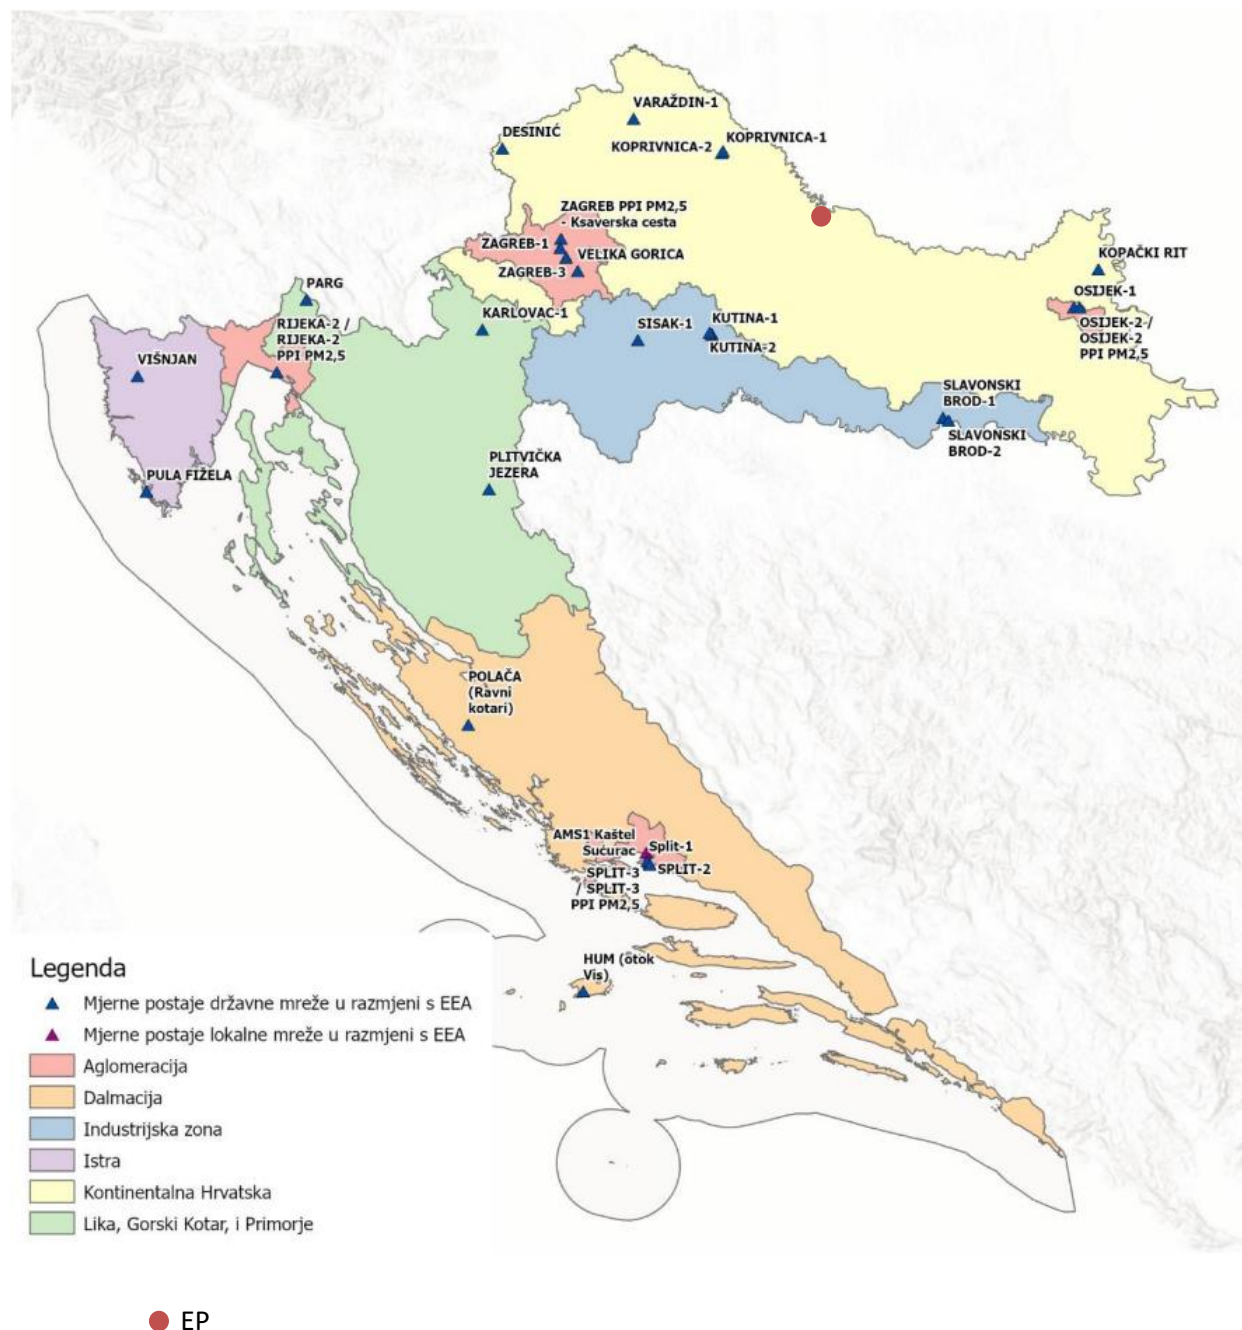 VARAŽDIN-1
DESINIĆ
KOPRIVNICA-1
KOPRIVNICA-2
ZAGREB PPI PM2,5
- Ksaverska cesta
ZAGREB-1
VELIKA GORICA
ZAGREB-3
KOPAČKI RIT
OSIJEK-1
OSIJEK-2 /
OSIJEK-2
PPI PM2,5
PARG
RIJEKA-2 /
RIJEKA-2
PPI PM2,5
KARLOVAC-1
SISAK-1
KUTINA-1
KUTINA-2
VIŠNJAN
SLAVONSKI
BROD-1
SLAVONSKI
BROD-2
PULA FIŽELA
PLITVIČKA
JEZERA
POLAČA
(Ravni
kotari)
AMS1 Kaštel
Sućurac
Split-1
SPLIT-2
SPLIT-3
/ SPLIT-3
PPI PM2,5
HUM (otok
Vis)
Legenda
Mjerne postaje državne mreže u razmjeni s EEA
Mjerne postaje lokalne mreže u razmjeni s EEA
Aglomeracija
Dalmacija
Industrijska zona
Istra
Kontinentalna Hrvatska
Lika, Gorski Kotar, i Primorje
EP